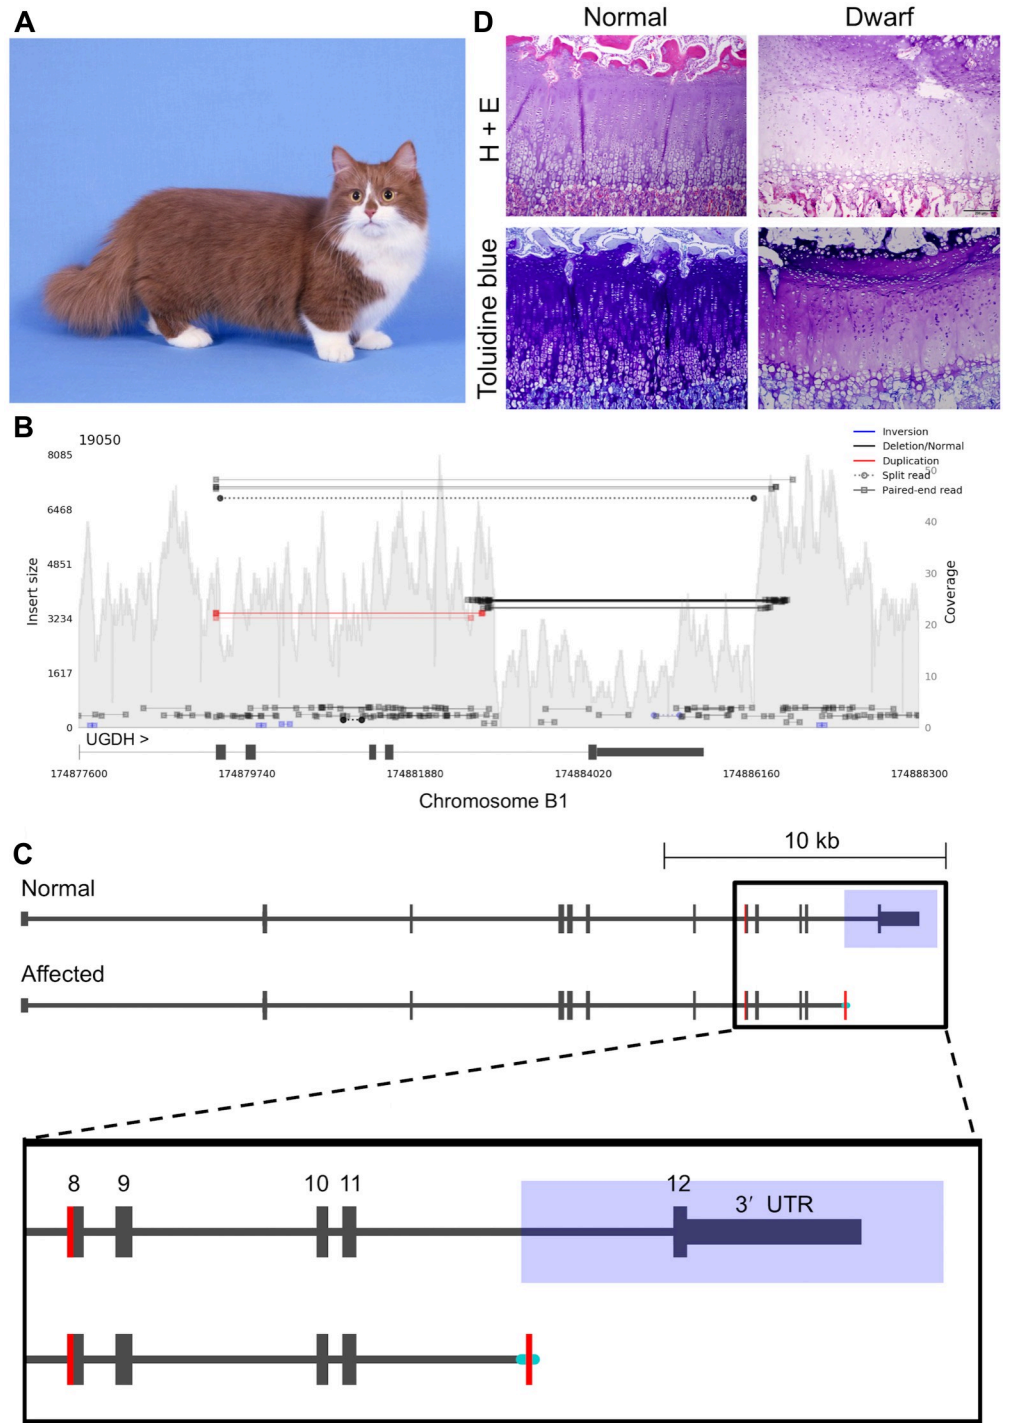 A
D
Normal
Dwarf
H + E
Toluidine blue
B
19050
8085
6468
4851
3234
1617
0
Insert size
Inversion
Deletion/Normal
Duplication
Split read
Paired-end read
50
40
30
20
10
0
Coverage
UGDH >
174877600
174879740
174881880
174884020
174886160
174888300
Chromosome B1
C
10 kb
Normal
Affected
8
9
10
11
12
3′ UTR